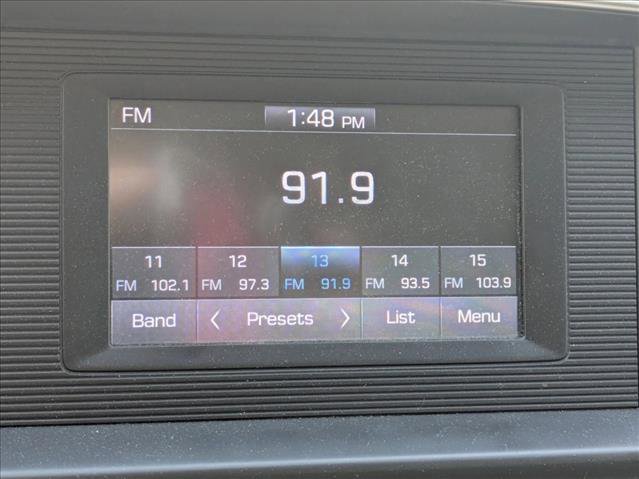 FM 1:48 PM
91.9
11 12 13 14 15
FM 102.1 FM 97.3 FM 91.9 FM 93.5 FM 103.9
Band < Presets > List Menu